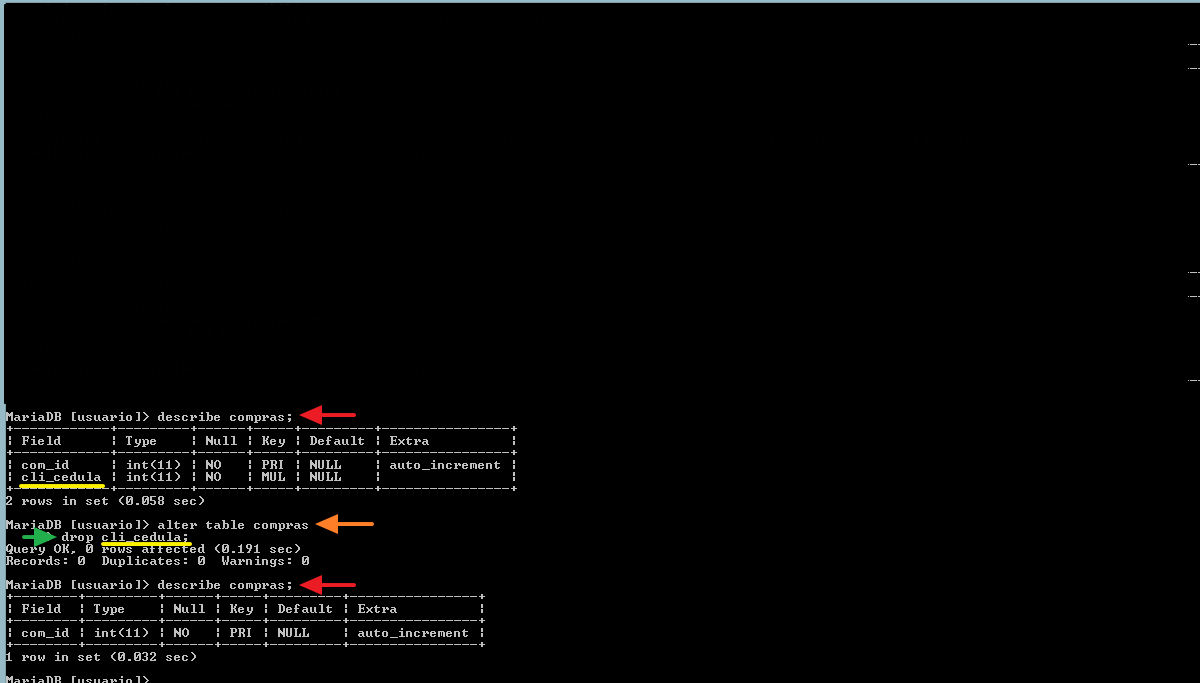 MariaDB [usuario]> describe compras;
+------------+---------+------+-----+---------+----------------+
| Field      | Type    | Null | Key | Default | Extra          |
+------------+---------+------+-----+---------+----------------+
| com_id     | int(11) | NO   | PRI | NULL    | auto_increment |
| cli_cedula | int(11) | NO   | MUL | NULL    |                |
+------------+---------+------+-----+---------+----------------+
2 rows in set (0.058 sec)
MariaDB [usuario]> alter table compras
drop cli_cedula;
Query OK, 0 rows affected (0.191 sec)
Records: 0  Duplicates: 0  Warnings: 0
MariaDB [usuario]> describe compras;
+--------+---------+------+-----+---------+----------------+
| Field  | Type    | Null | Key | Default | Extra          |
+--------+---------+------+-----+---------+----------------+
| com_id | int(11) | NO   | PRI | NULL    | auto_increment |
+--------+---------+------+-----+---------+----------------+
1 row in set (0.032 sec)
MariaDB [usuario]>